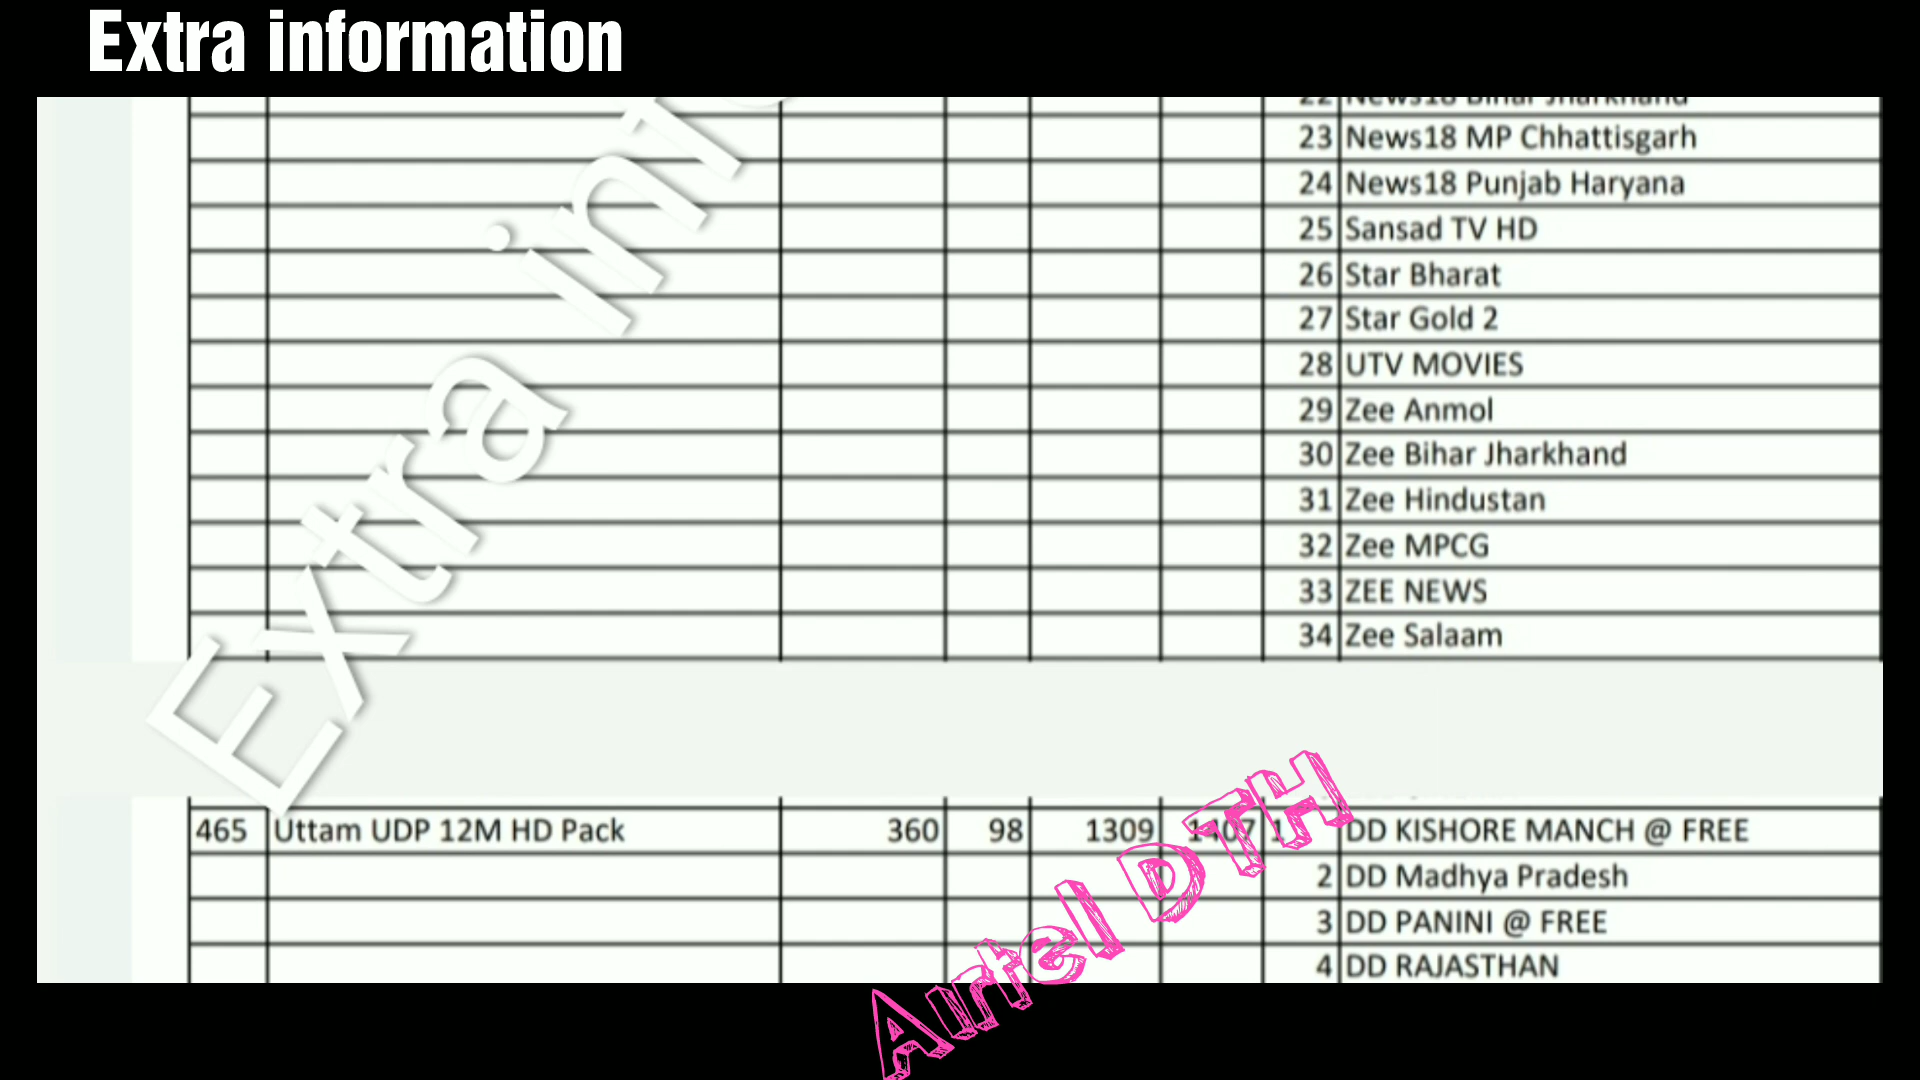 Extra information
22 News18 Bihar Jharkhand
23 News18 MP Chhattisgarh
24 News18 Punjab Haryana
25 Sansad TV HD
26 Star Bharat
27 Star Gold 2
28 UTV MOVIES
29 Zee Anmol
30 Zee Bihar Jharkhand
31 Zee Hindustan
32 Zee MPCG
33 ZEE NEWS
34 Zee Salaam
Extra info
465 Uttam UDP 12M HD Pack 360 98 1309 1407 1 DD KISHORE MANCH @ FREE
2 DD Madhya Pradesh
3 DD PANINI @ FREE
4 DD RAJASTHAN
Airtel DTH